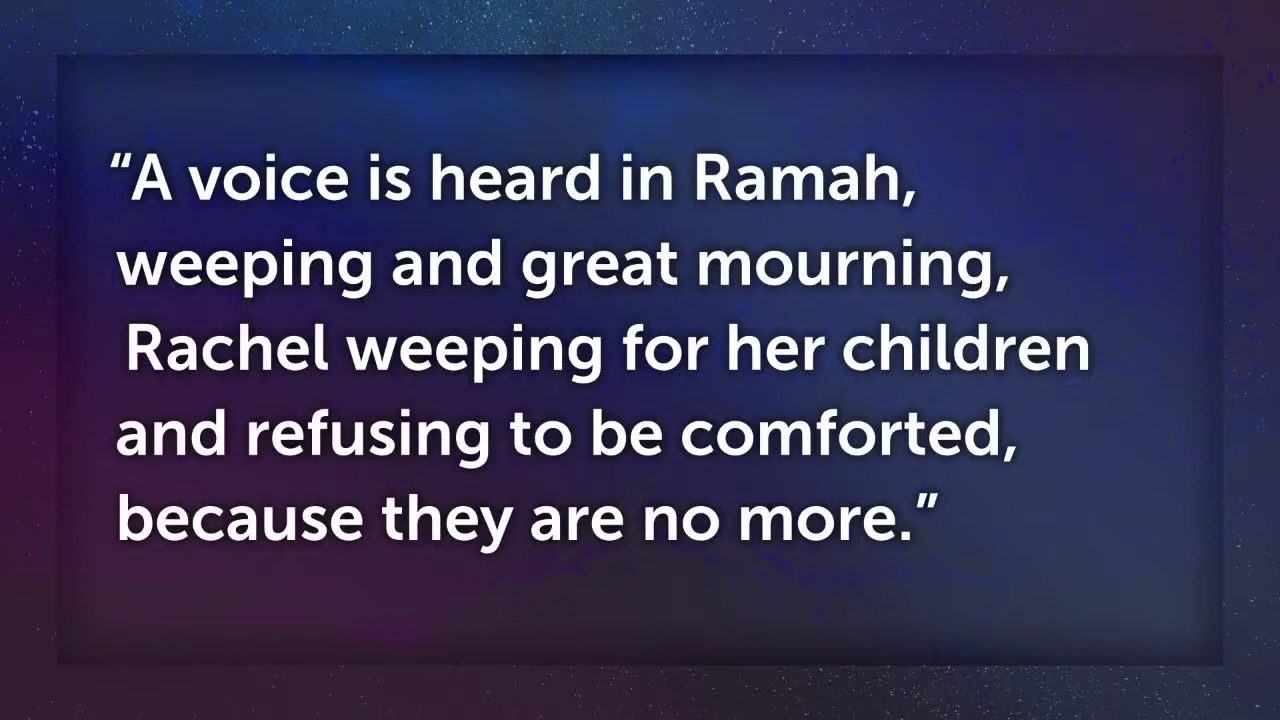 “A voice is heard in Ramah,
weeping and great mourning,
Rachel weeping for her children
and refusing to be comforted,
because they are no more.”